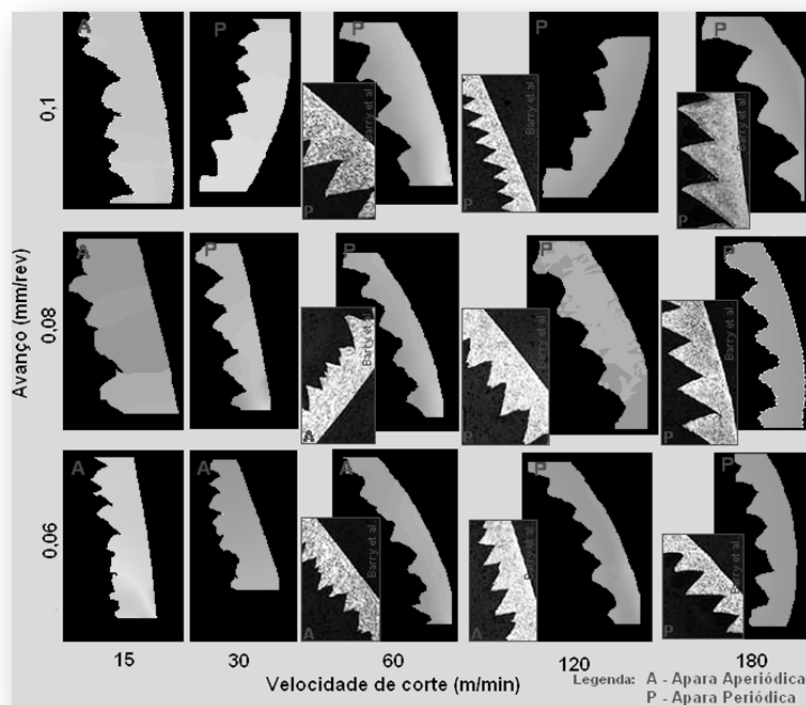 A
P
P
P
P
0,1
Barry et al.
Barry et al.
Barry et al.
P
P
P
A
P
P
P
P
Avanço (mm/rev)
0,08
Barry et al.
Barry et al.
Barry et al.
A
P
P
A
A
A
P
P
0,06
Barry et al.
Barry et al.
Barry et al.
A
A
P
15
30
60
120
180
Velocidade de corte (m/min)
Legenda: A - Apara Aperiódica
P - Apara Periódica